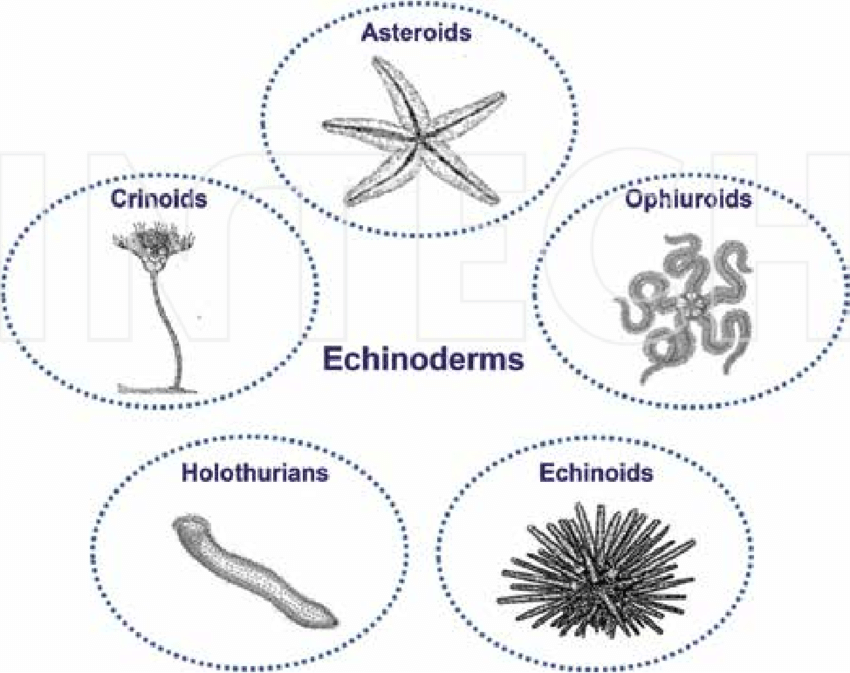 Asteroids
Crinoids
Ophiuroids
Echinoderms
Holothurians
Echinoids
INTECH